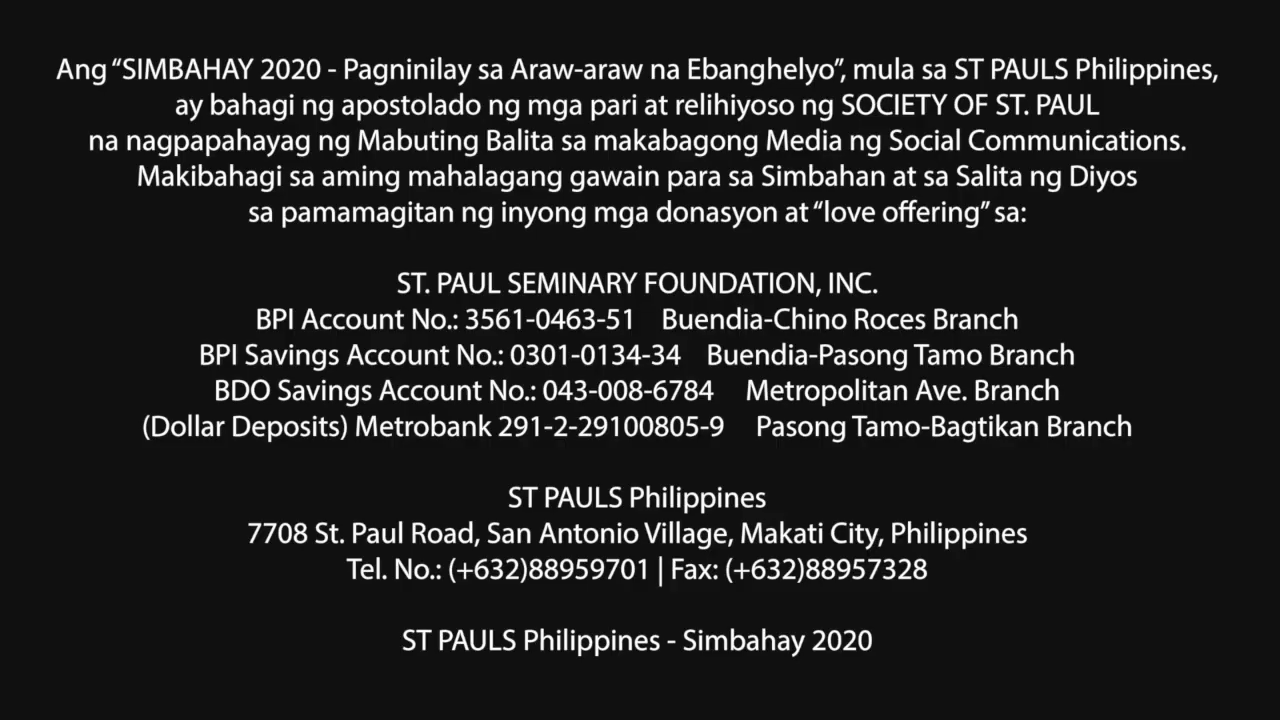 Ang “SIMBAHAY 2020 - Pagninilay sa Araw-araw na Ebanghelyo”, mula sa ST PAULS Philippines,
ay bahagi ng apostolado ng mga pari at relihiyoso ng SOCIETY OF ST. PAUL
na nagpapahayag ng Mabuting Balita sa makabagong Media ng Social Communications.
Makibahagi sa aming mahalagang gawain para sa Simbahan at sa Salita ng Diyos
sa pamamagitan ng inyong mga donasyon at “love offering” sa:
ST. PAUL SEMINARY FOUNDATION, INC.
BPI Account No.: 3561-0463-51 Buendia-Chino Roces Branch
BPI Savings Account No.: 0301-0134-34 Buendia-Pasong Tamo Branch
BDO Savings Account No.: 043-008-6784 Metropolitan Ave. Branch
(Dollar Deposits) Metrobank 291-2-29100805-9 Pasong Tamo-Bagtikan Branch
ST PAULS Philippines
7708 St. Paul Road, San Antonio Village, Makati City, Philippines
Tel. No.: (+632)88959701 | Fax: (+632)88957328
ST PAULS Philippines - Simbahay 2020